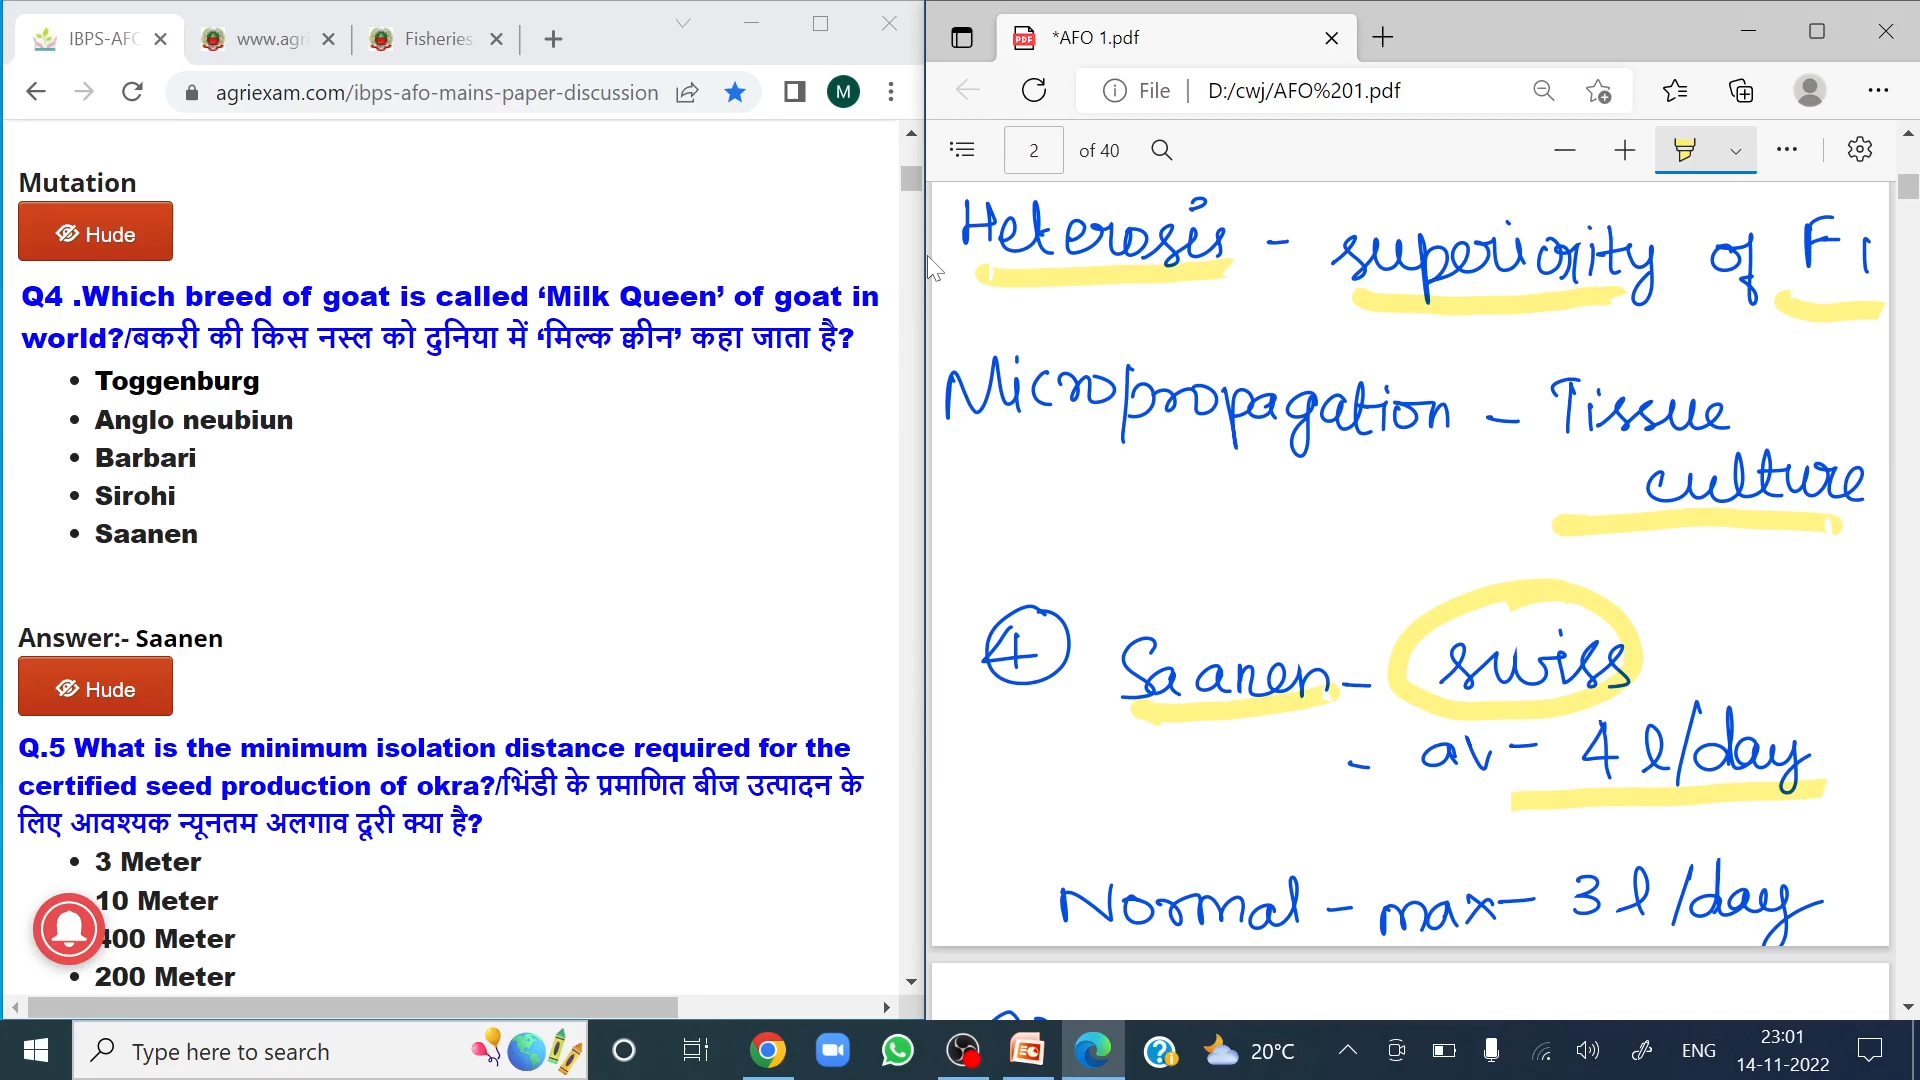 IBPS-AFO
www.agri
Fisheries
agriexam.com/ibps-afo-mains-paper-discussion
M
Mutation
Hude
Q4 .Which breed of goat is called ‘Milk Queen’ of goat in
world?/बकरी की किस नस्ल को दुनिया में ‘मिल्क क्वीन’ कहा जाता है?
Toggenburg
Anglo neubiun
Barbari
Sirohi
Saanen
Answer:- Saanen
Hude
Q.5 What is the minimum isolation distance required for the
certified seed production of okra?/भिंडी के प्रमाणित बीज उत्पादन के
लिए आवश्यक न्यूनतम अलगाव दूरी क्या है?
3 Meter
10 Meter
400 Meter
200 Meter
*AFO 1.pdf
File
D:/cwj/AFO%201.pdf
2 of 40
Heterosis - superiority of F1
Micropropagation - Tissue
culture
4 Saanen - swiss
- av - 4 l/day
Normal - max - 3 l/day
Type here to search
20°C
ENG
23:01
14-11-2022